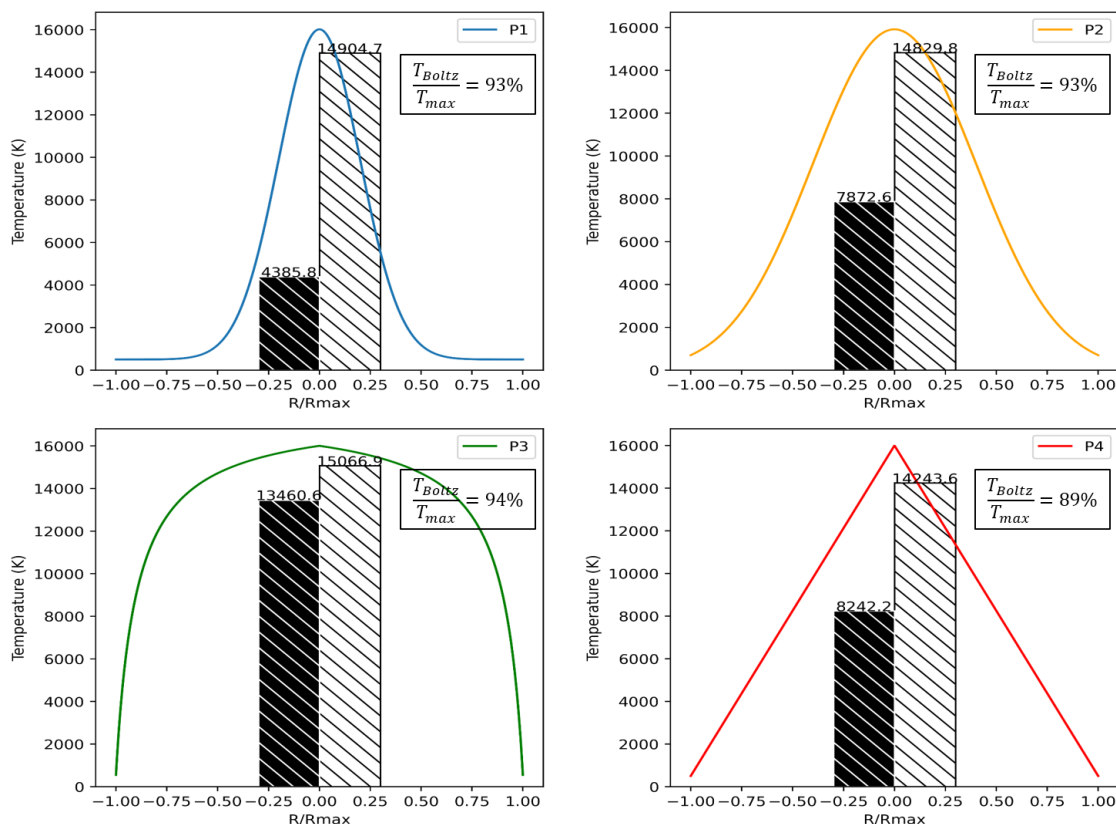 P1
14904.7
T_Boltz / T_max = 93%
4385.8
16000
14000
12000
10000
8000
6000
4000
2000
0
Temperature (K)
−1.00 −0.75 −0.50 −0.25 0.00 0.25 0.50 0.75 1.00
R/Rmax
P2
14829.8
T_Boltz / T_max = 93%
7872.6
16000
14000
12000
10000
8000
6000
4000
2000
0
Temperature (K)
−1.00 −0.75 −0.50 −0.25 0.00 0.25 0.50 0.75 1.00
R/Rmax
P3
15066.9
T_Boltz / T_max = 94%
13460.6
16000
14000
12000
10000
8000
6000
4000
2000
0
Temperature (K)
−1.00 −0.75 −0.50 −0.25 0.00 0.25 0.50 0.75 1.00
R/Rmax
P4
14243.6
T_Boltz / T_max = 89%
8242.2
16000
14000
12000
10000
8000
6000
4000
2000
0
Temperature (K)
−1.00 −0.75 −0.50 −0.25 0.00 0.25 0.50 0.75 1.00
R/Rmax